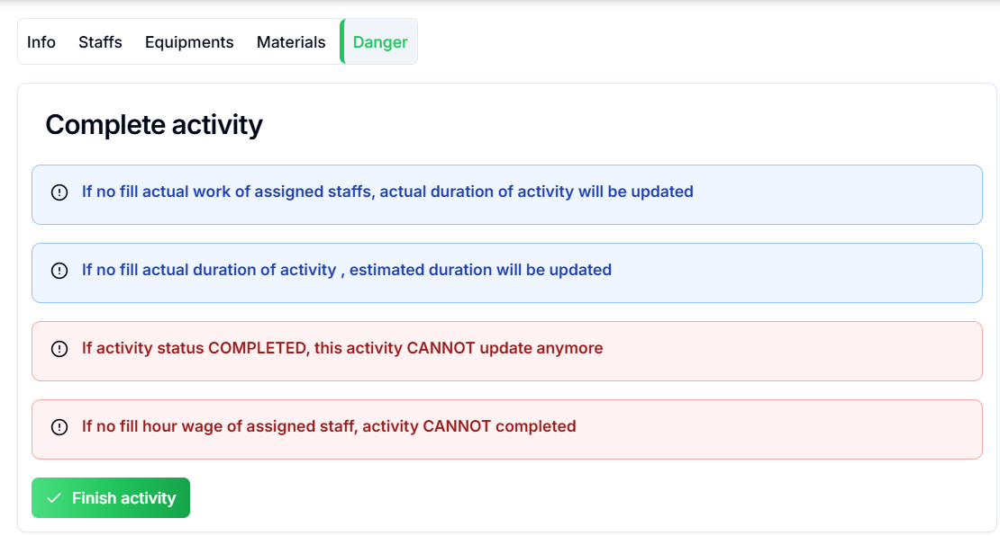 Info Staffs Equipments Materials Danger
Complete activity
If no fill actual work of assigned staffs, actual duration of activity will be updated
If no fill actual duration of activity , estimated duration will be updated
If activity status COMPLETED, this activity CANNOT update anymore
If no fill hour wage of assigned staff, activity CANNOT completed
Finish activity